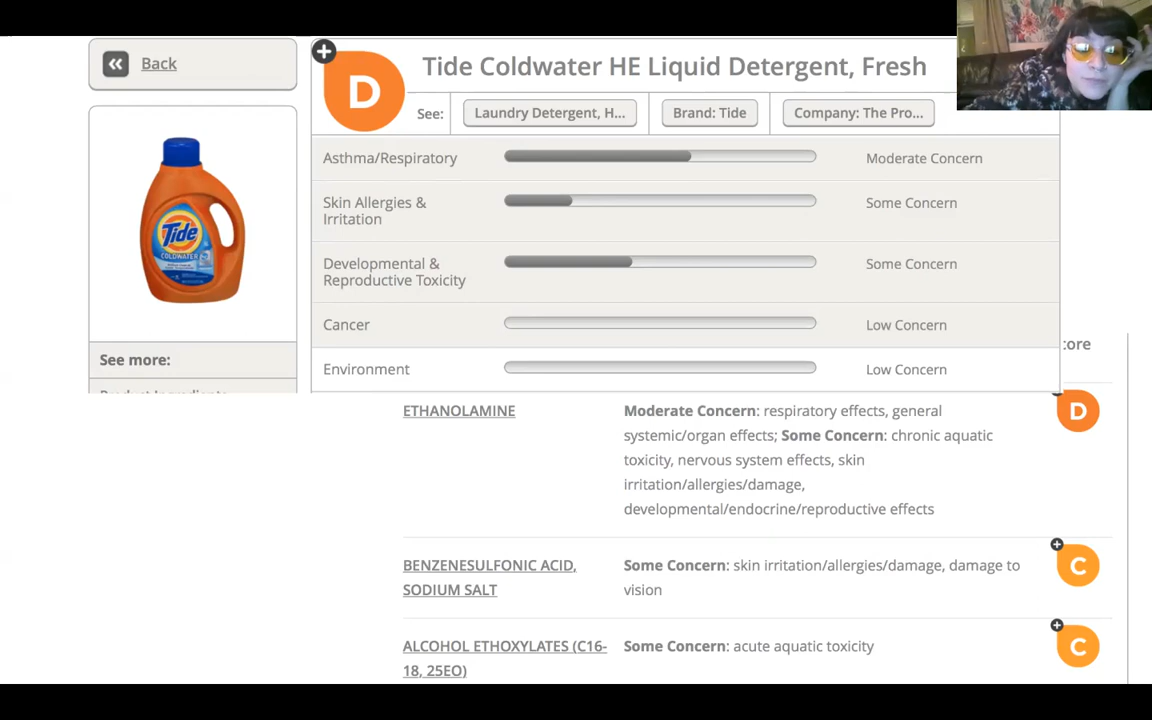 Back
D
Tide Coldwater HE Liquid Detergent, Fresh
See:
Laundry Detergent, H...
Brand: Tide
Company: The Pro...
Tide
COLDWATER
See more:
Asthma/Respiratory
Moderate Concern
Skin Allergies &
Irritation
Some Concern
Developmental &
Reproductive Toxicity
Some Concern
Cancer
Low Concern
Environment
Low Concern
core
ETHANOLAMINE
Moderate Concern: respiratory effects, general
systemic/organ effects; Some Concern: chronic aquatic
toxicity, nervous system effects, skin
irritation/allergies/damage,
developmental/endocrine/reproductive effects
D
BENZENESULFONIC ACID,
SODIUM SALT
Some Concern: skin irritation/allergies/damage, damage to
vision
C
ALCOHOL ETHOXYLATES (C16-
18, 25EO)
Some Concern: acute aquatic toxicity
C